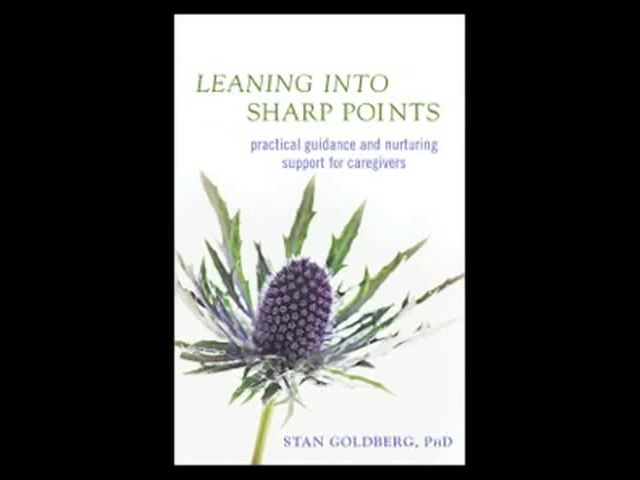 LEANING INTO
SHARP POINTS
practical guidance and nurturing
support for caregivers
STAN GOLDBERG, PhD